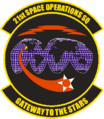 21ST SPACE OPERATIONS SQ
GATEWAY TO THE STARS